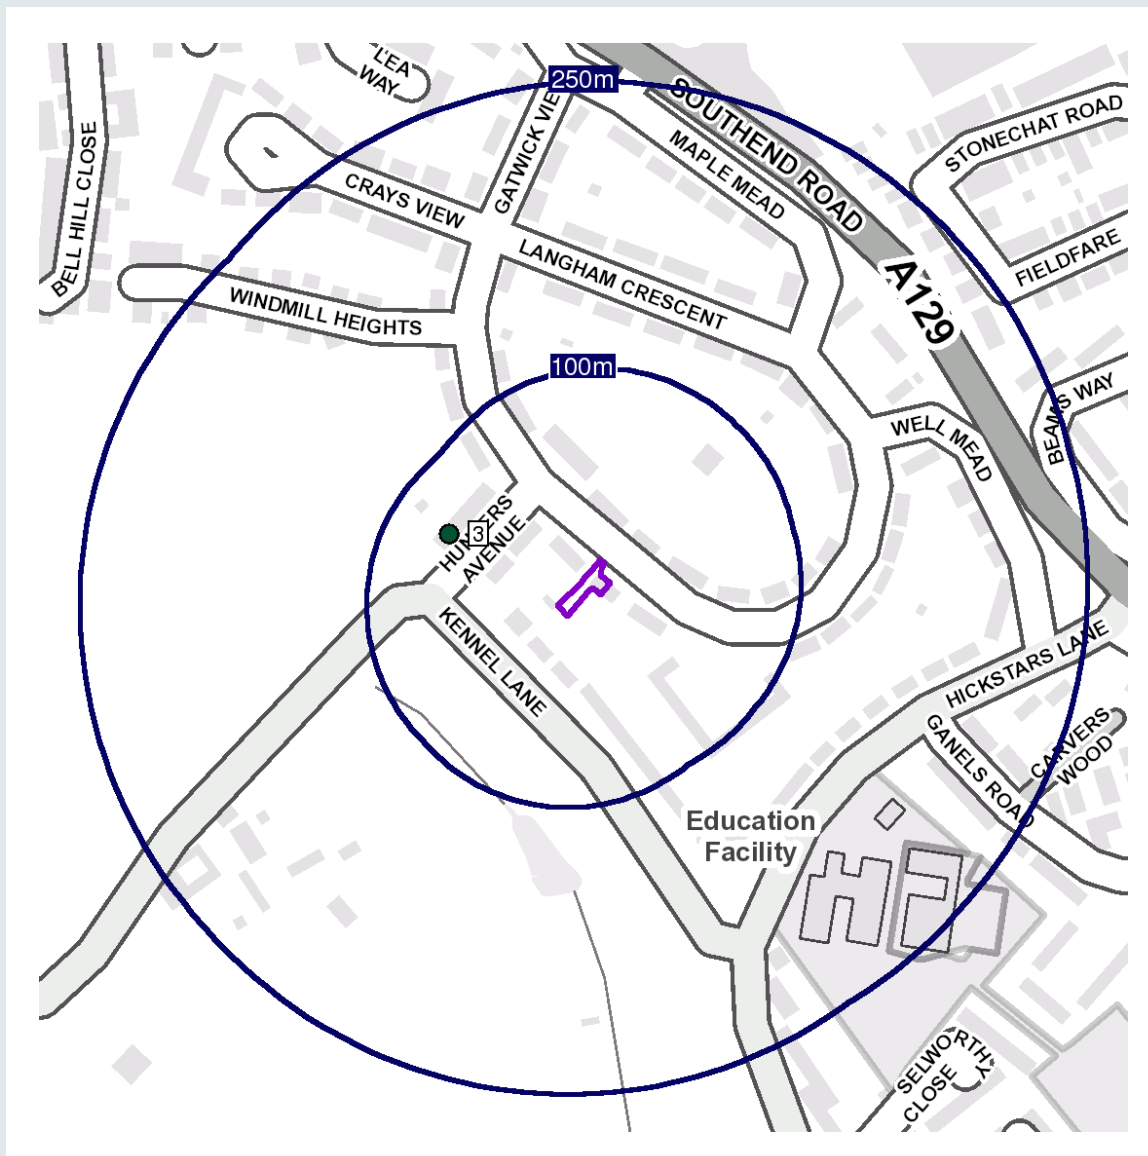 L'EA
WAY
250m
SOUTHEND ROAD
STONECHAT ROAD
BELL HILL CLOSE
GATWICK VIE
MAPLE MEAD
CRAYS VIEW
LANGHAM CRESCENT
FIELDFARE
WINDMILL HEIGHTS
A129
100m
BEAMS WAY
WELL MEAD
HUNTERS
AVENUE
3
KENNEL LANE
HICKSTARS LANE
GANELS ROAD
CARVERS
WOOD
Education
Facility
SELWORTHY
CLOSE